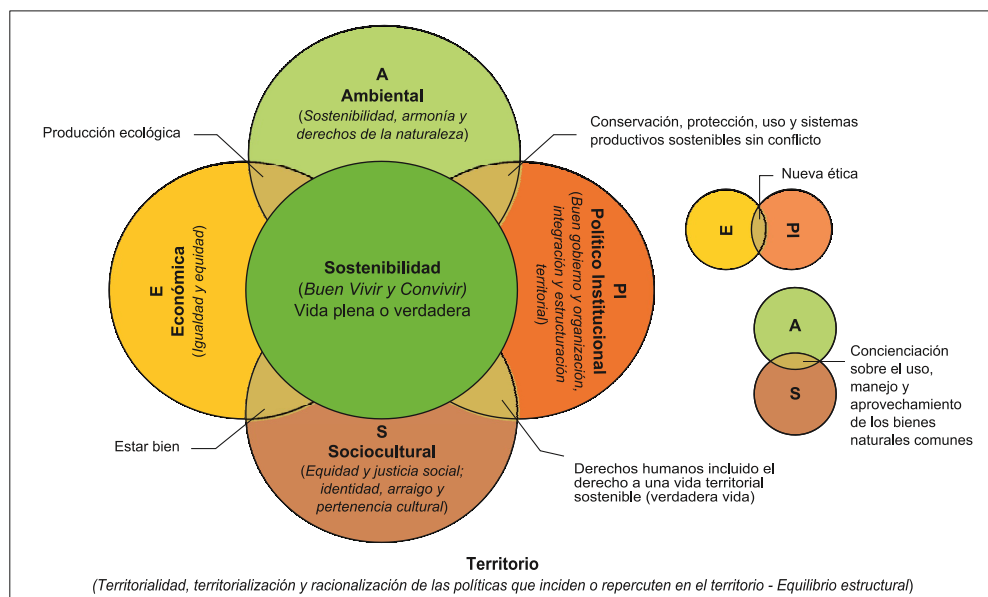 A
Ambiental
(Sostenibilidad, armonía y
derechos de la naturaleza)
Producción ecológica
Conservación, protección, uso y sistemas
productivos sostenibles sin conflicto
E
Económica
(Igualdad y equidad)
Sostenibilidad
(Buen Vivir y Convivir)
Vida plena o verdadera
PI
Político Institucional
(Buen gobierno y organización,
integración y estructuración
territorial)
Nueva ética
E
PI
A
S
Concienciación
sobre el uso,
manejo y
aprovechamiento
de los bienes
naturales comunes
Estar bien
S
Sociocultural
(Equidad y justicia social;
identidad, arraigo y
pertenencia cultural)
Derechos humanos incluido el
derecho a una vida territorial
sostenible (verdadera vida)
Territorio
(Territorialidad, territorialización y racionalización de las políticas que inciden o repercuten en el territorio - Equilibrio estructural)